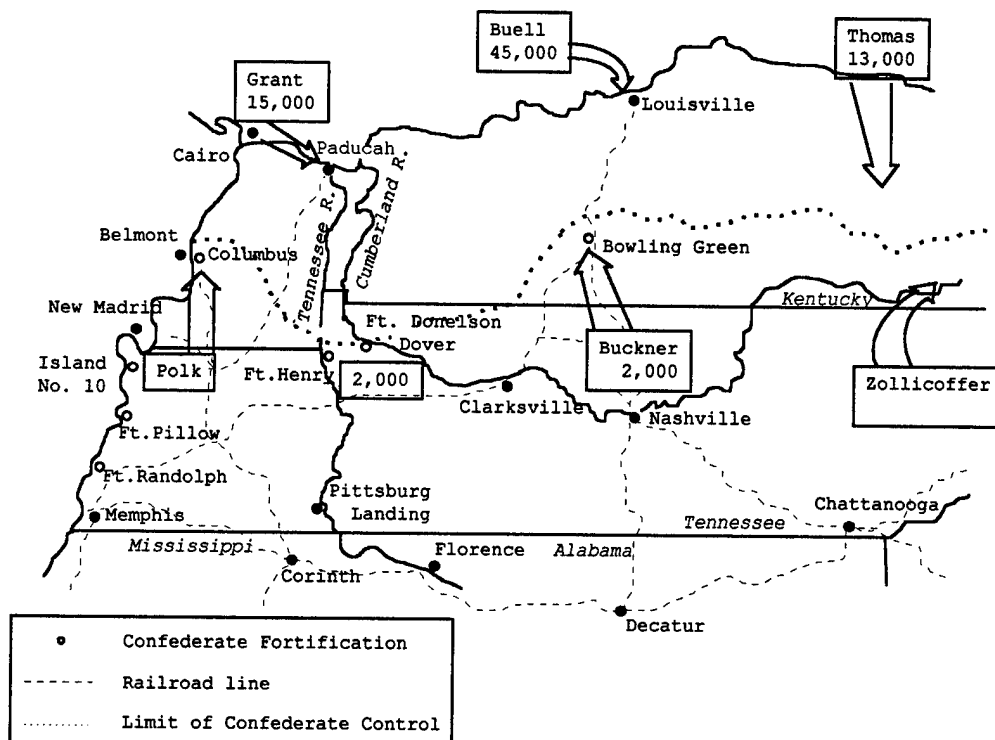 Buell
45,000
Thomas
13,000
Grant
15,000
Louisville
Cairo
Paducah
Tennessee R.
Cumberland R.
Belmont
Columbus
Bowling Green
New Madrid
Kentucky
Ft. Donelson
Dover
Island
No. 10
Polk
Ft.Henry
2,000
Buckner
2,000
Zollicoffer
Clarksville
Nashville
Ft.Pillow
Ft.Randolph
Pittsburg
Landing
Chattanooga
Memphis
Tennessee
Mississippi
Florence
Alabama
Corinth
Decatur
Confederate Fortification
Railroad line
Limit of Confederate Control